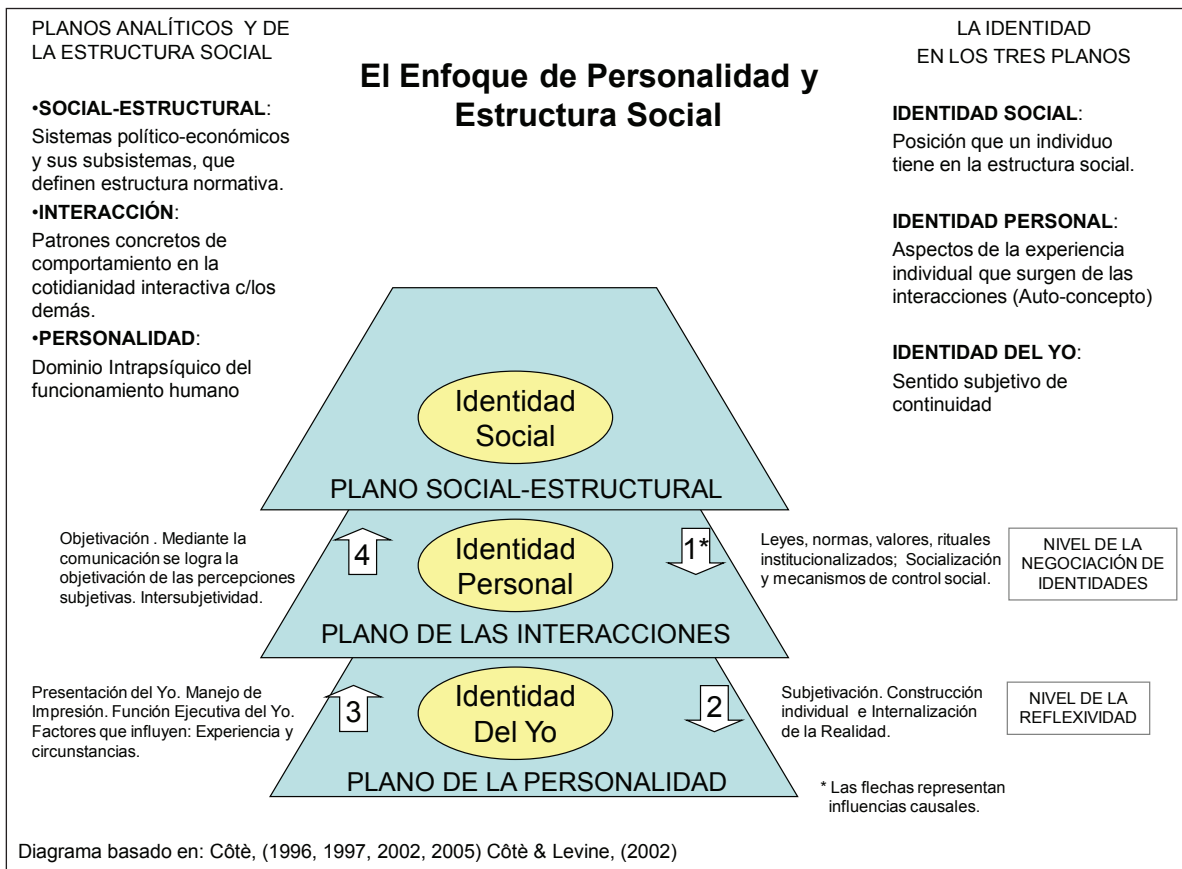 PLANOS ANALÍTICOS Y DE
LA ESTRUCTURA SOCIAL
El Enfoque de Personalidad y
Estructura Social
LA IDENTIDAD
EN LOS TRES PLANOS
•SOCIAL-ESTRUCTURAL:
Sistemas político-económicos
y sus subsistemas, que
definen estructura normativa.
•INTERACCIÓN:
Patrones concretos de
comportamiento en la
cotidianidad interactiva c/los
demás.
•PERSONALIDAD:
Dominio Intrapsíquico del
funcionamiento humano
IDENTIDAD SOCIAL:
Posición que un individuo
tiene en la estructura social.
IDENTIDAD PERSONAL:
Aspectos de la experiencia
individual que surgen de las
interacciones (Auto-concepto)
IDENTIDAD DEL YO:
Sentido subjetivo de
continuidad
Identidad
Social
PLANO SOCIAL-ESTRUCTURAL
Objetivación . Mediante la
comunicación se logra la
objetivación de las percepciones
subjetivas. Intersubjetividad.
4
Identidad
Personal
1*
Leyes, normas, valores, rituales
institucionalizados; Socialización
y mecanismos de control social.
NIVEL DE LA
NEGOCIACIÓN DE
IDENTIDADES
PLANO DE LAS INTERACCIONES
Presentación del Yo. Manejo de
Impresión. Función Ejecutiva del Yo.
Factores que influyen: Experiencia y
circunstancias.
3
Identidad
Del Yo
2
Subjetivación. Construcción
individual e Internalización
de la Realidad.
NIVEL DE LA
REFLEXIVIDAD
PLANO DE LA PERSONALIDAD
* Las flechas representan
influencias causales.
Diagrama basado en: Côtè, (1996, 1997, 2002, 2005) Côtè & Levine, (2002)